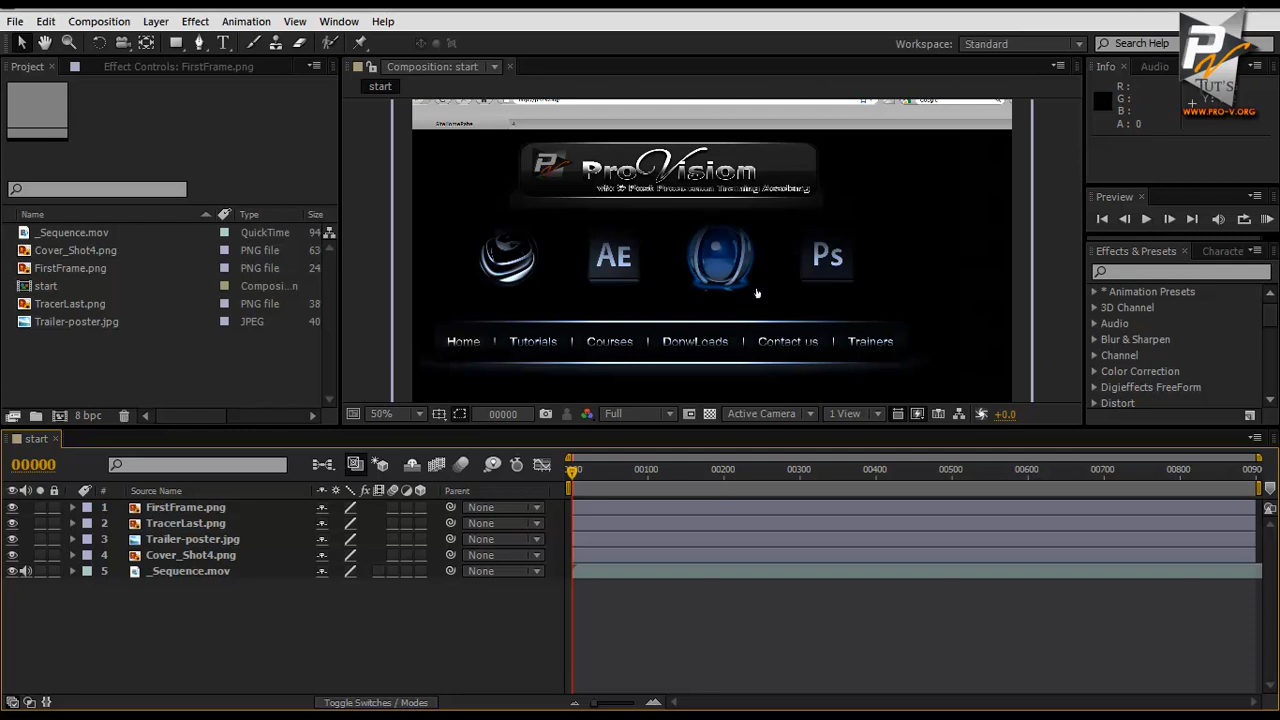 File Edit Composition Layer Effect Animation View Window Help
Workspace: Standard Search Help
TUT'S
WWW.PRO-V.ORG
Project Effect Controls: FirstFrame.png Composition: start Info Audio
start
R:
G:
B:
A: 0
Y:
Google
ProVision
Name Type Size
_Sequence.mov QuickTime 94
Cover_Shot4.png PNG file 63
FirstFrame.png PNG file 24
start Composi...n
TracerLast.png PNG file 38
Trailer-poster.jpg JPEG 40
AE Ps
Home | Tutorials | Courses | DonwLoads | Contact us | Trainers
Preview
Effects & Presets Characte
* Animation Presets
3D Channel
Audio
Blur & Sharpen
Channel
Color Correction
Digieffects FreeForm
Distort
8 bpc
50% 00000 Full Active Camera 1 View +0.0
start
00000
00100 00200 00300 00400 00500 00600 00700 00800 0090
# Source Name Parent
1 FirstFrame.png None
2 TracerLast.png None
3 Trailer-poster.jpg None
4 Cover_Shot4.png None
5 _Sequence.mov None
Toggle Switches / Modes